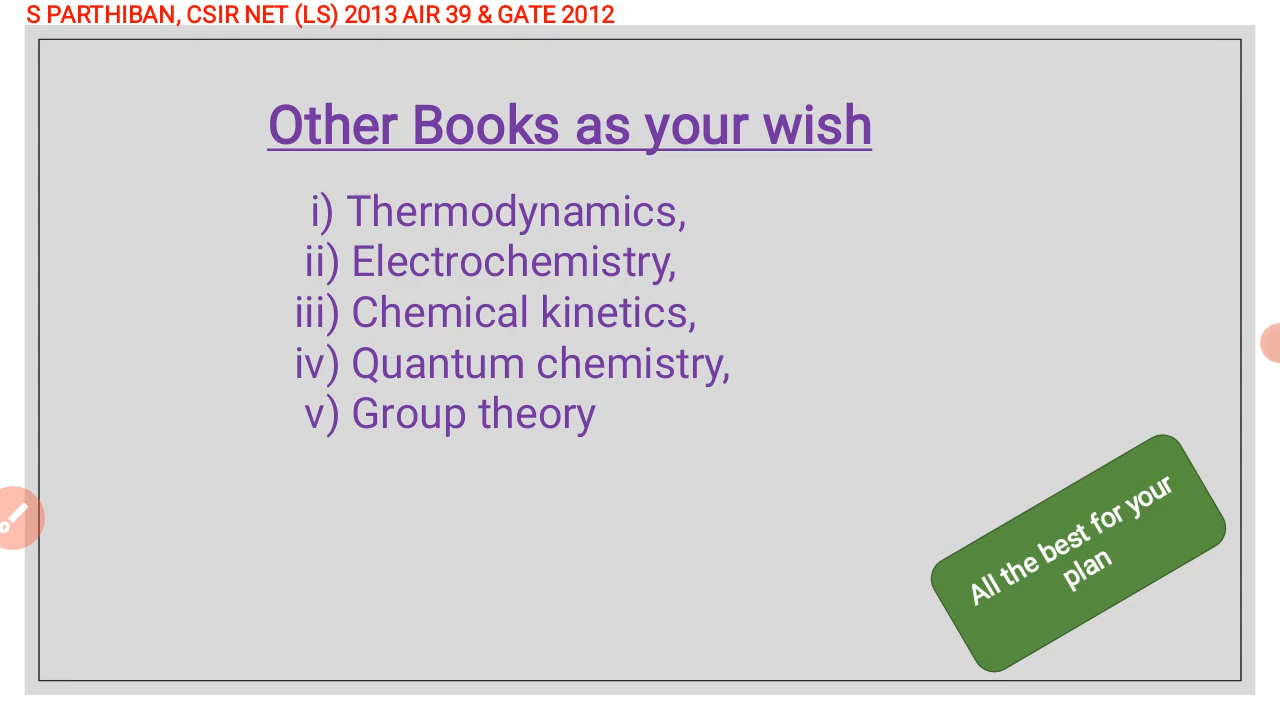 S PARTHIBAN, CSIR NET (LS) 2013 AIR 39 & GATE 2012
Other Books as your wish
i) Thermodynamics,
ii) Electrochemistry,
iii) Chemical kinetics,
iv) Quantum chemistry,
v) Group theory
All the best for your
plan